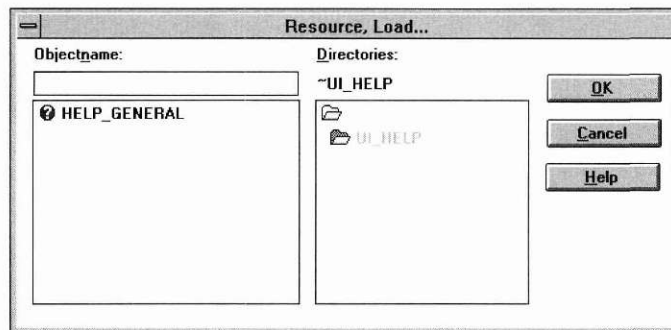 Resource, Load...
Objectname:
Directories:
~UI_HELP
HELP_GENERAL
UI_HELP
OK
Cancel
Help